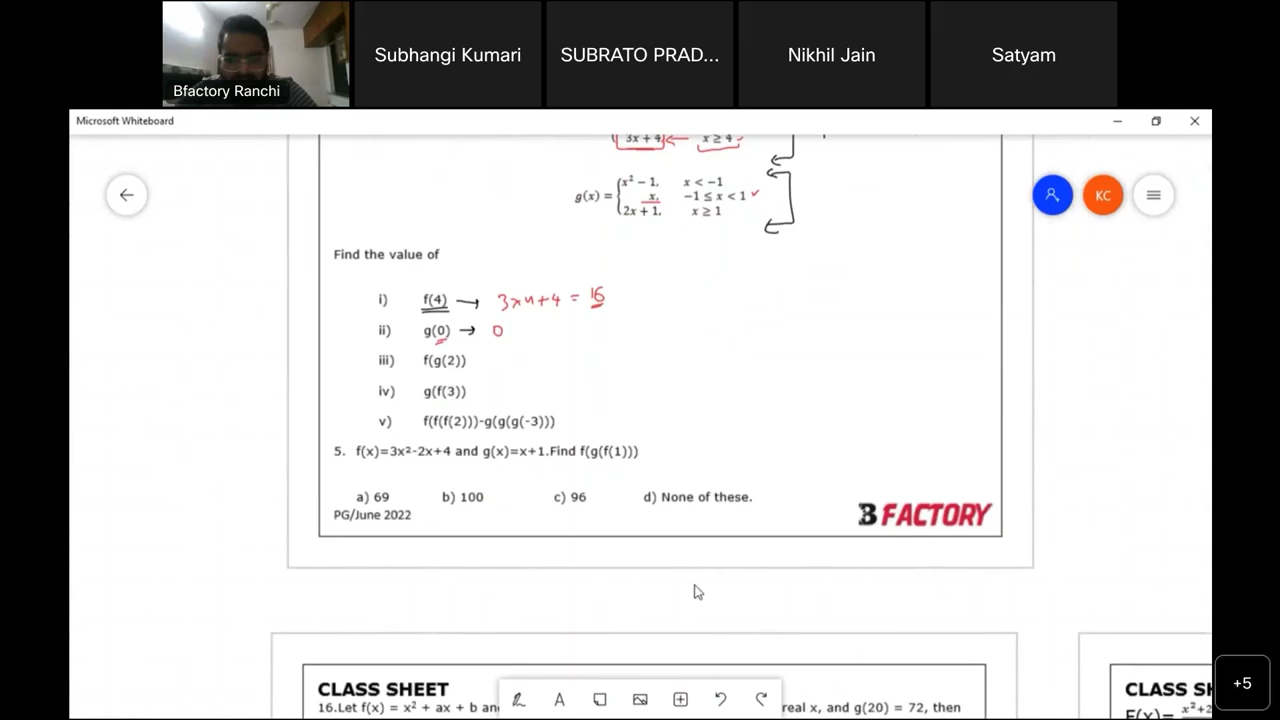 Subhangi Kumari
SUBRATO PRAD...
Nikhil Jain
Satyam
Bfactory Ranchi
Microsoft Whiteboard
3x + 4 x ≥ 4
x² − 1, x < −1
g(x) = { x, −1 ≤ x < 1
2x + 1, x ≥ 1
KC
Find the value of
i) f(4) → 3x4+4 = 16
ii) g(0) → 0
iii) f(g(2))
iv) g(f(3))
v) f(f(f(2)))-g(g(g(-3)))
5. f(x)=3x²-2x+4 and g(x)=x+1.Find f(g(f(1)))
a) 69 b) 100 c) 96 d) None of these.
PG/June 2022
B FACTORY
+5
CLASS SHEET
16.Let f(x) = x² + ax + b an
real x, and g(20) = 72, then
CLASS SH